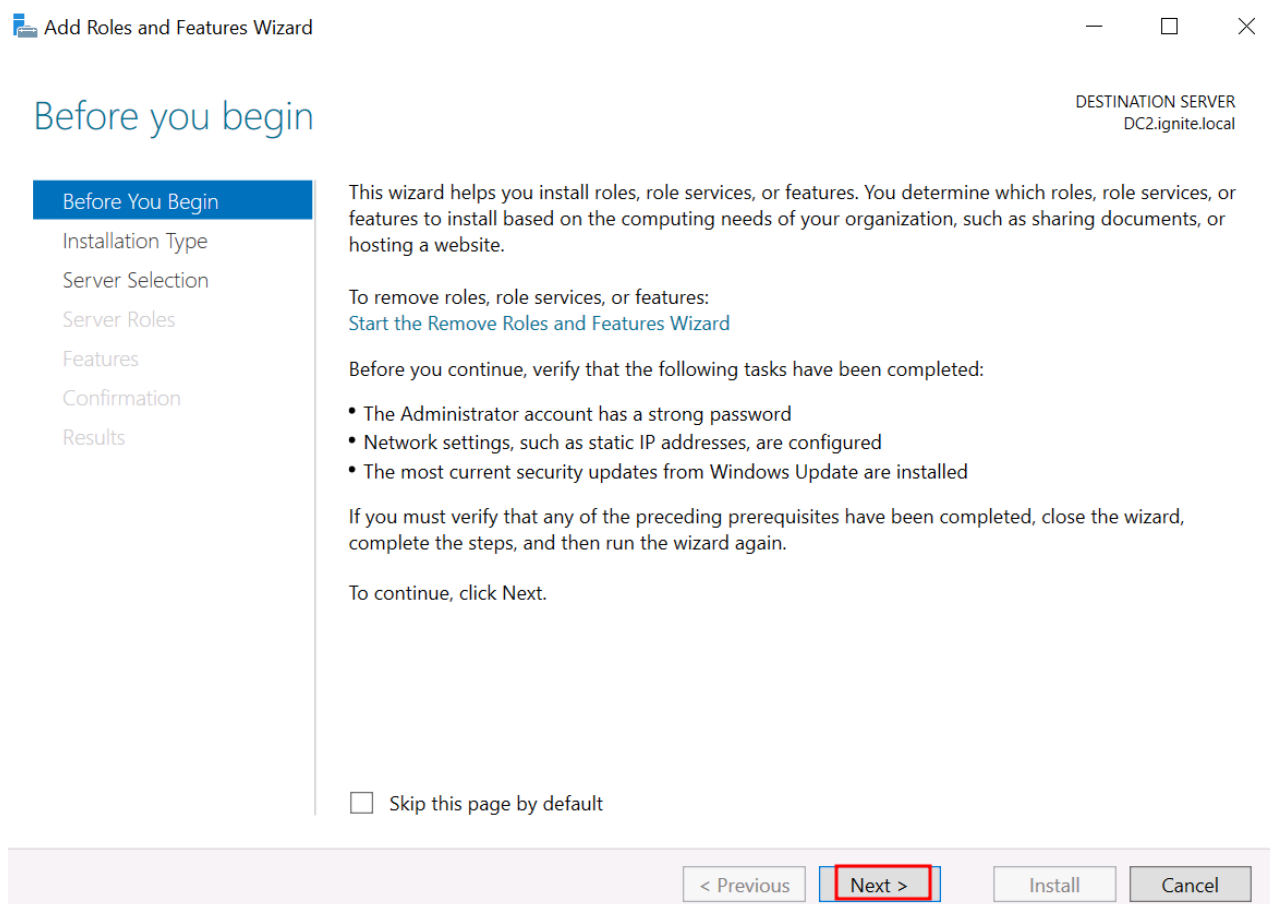 Add Roles and Features Wizard
Before you begin
DESTINATION SERVER
DC2.ignite.local
Before You Begin
Installation Type
Server Selection
Server Roles
Features
Confirmation
Results
This wizard helps you install roles, role services, or features. You determine which roles, role services, or
features to install based on the computing needs of your organization, such as sharing documents, or
hosting a website.
To remove roles, role services, or features:
Start the Remove Roles and Features Wizard
Before you continue, verify that the following tasks have been completed:
• The Administrator account has a strong password
• Network settings, such as static IP addresses, are configured
• The most current security updates from Windows Update are installed
If you must verify that any of the preceding prerequisites have been completed, close the wizard,
complete the steps, and then run the wizard again.
To continue, click Next.
Skip this page by default
< Previous
Next >
Install
Cancel